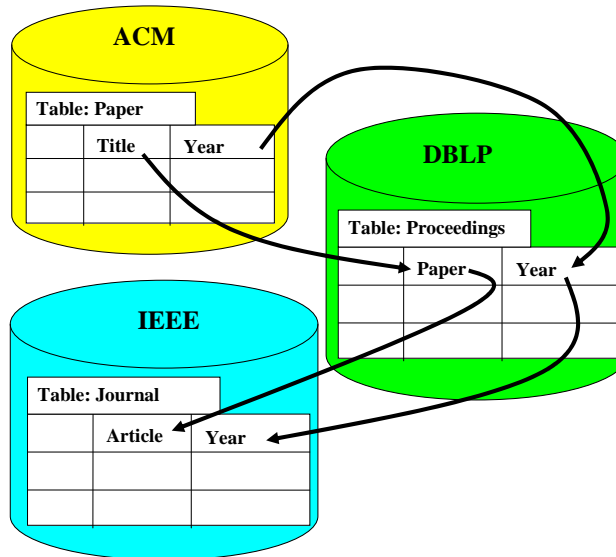 ACM
Table: Paper
Title Year
DBLP
Table: Proceedings
Paper Year
IEEE
Table: Journal
Article Year